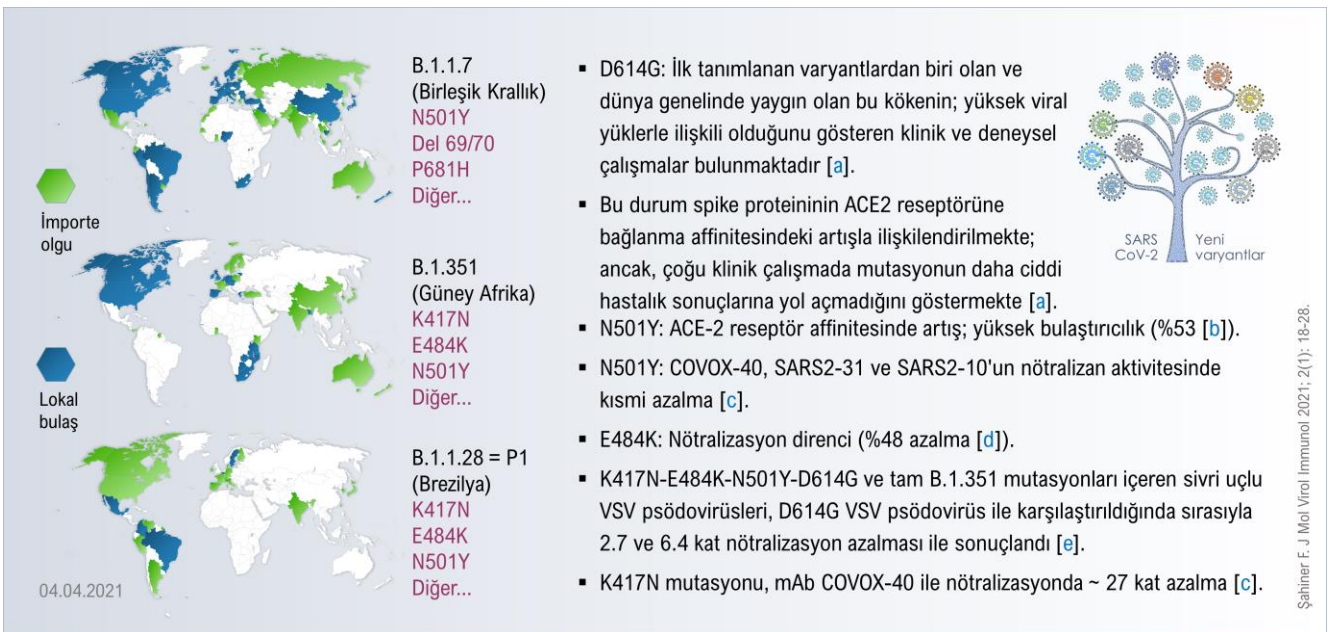 B.1.1.7
(Birleşik Krallık)
N501Y
Del 69/70
P681H
Diğer...
İmporte
olgu
B.1.351
(Güney Afrika)
K417N
E484K
N501Y
Diğer...
Lokal
bulaş
B.1.1.28 = P1
(Brezilya)
K417N
E484K
N501Y
Diğer...
04.04.2021
▪ D614G: İlk tanımlanan varyantlardan biri olan ve
dünya genelinde yaygın olan bu kökenin; yüksek viral
yüklerle ilişkili olduğunu gösteren klinik ve deneysel
çalışmalar bulunmaktadır [a].
▪ Bu durum spike proteininin ACE2 reseptörüne
bağlanma affinitesindeki artışla ilişkilendirilmekte;
ancak, çoğu klinik çalışmada mutasyonun daha ciddi
hastalık sonuçlarına yol açmadığını göstermekte [a].
▪ N501Y: ACE-2 reseptör affinitesinde artış; yüksek bulaştırıcılık (%53 [b]).
▪ N501Y: COVOX-40, SARS2-31 ve SARS2-10'un nötralizan aktivitesinde
kısmi azalma [c].
▪ E484K: Nötralizasyon direnci (%48 azalma [d]).
▪ K417N-E484K-N501Y-D614G ve tam B.1.351 mutasyonları içeren sivri uçlu
VSV psödovirüsleri, D614G VSV psödovirüs ile karşılaştırıldığında sırasıyla
2.7 ve 6.4 kat nötralizasyon azalması ile sonuçlandı [e].
▪ K417N mutasyonu, mAb COVOX-40 ile nötralizasyonda ~ 27 kat azalma [c].
SARS
CoV-2
Yeni
varyantlar
Şahiner F. J Mol Virol Immunol 2021; 2(1): 18-28.